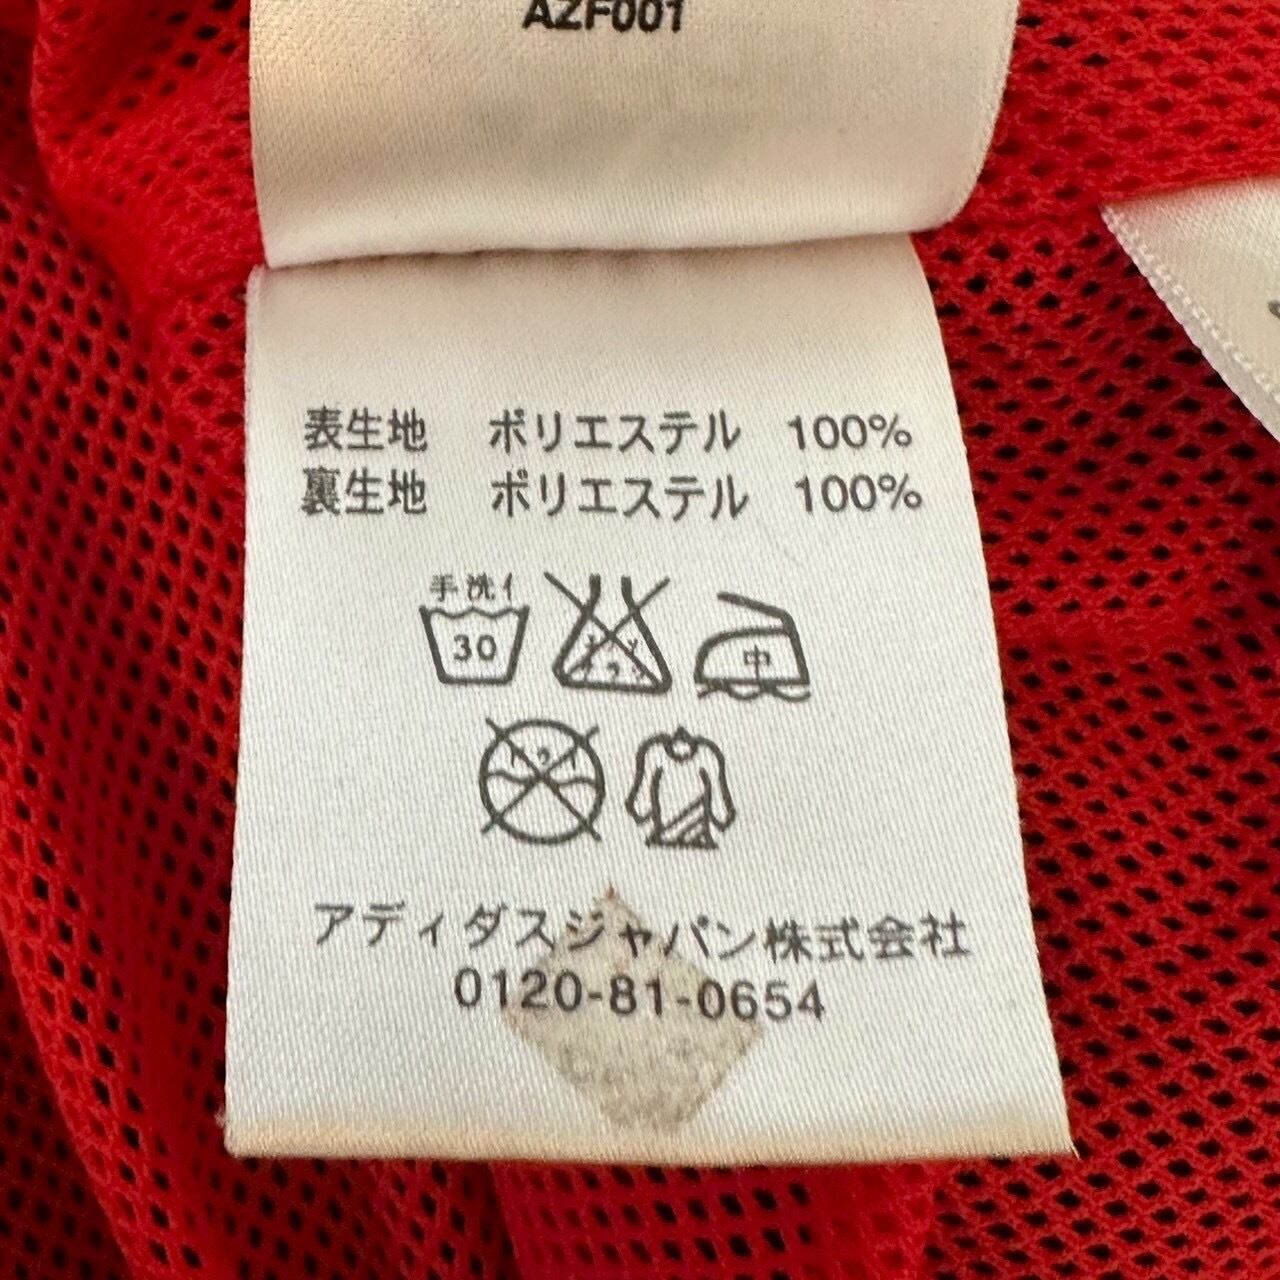 AZF001
表生地 ポリエステル 100%
裏生地 ポリエステル 100%
手洗イ
30
中
アディダスジャパン株式会社
0120-81-0654